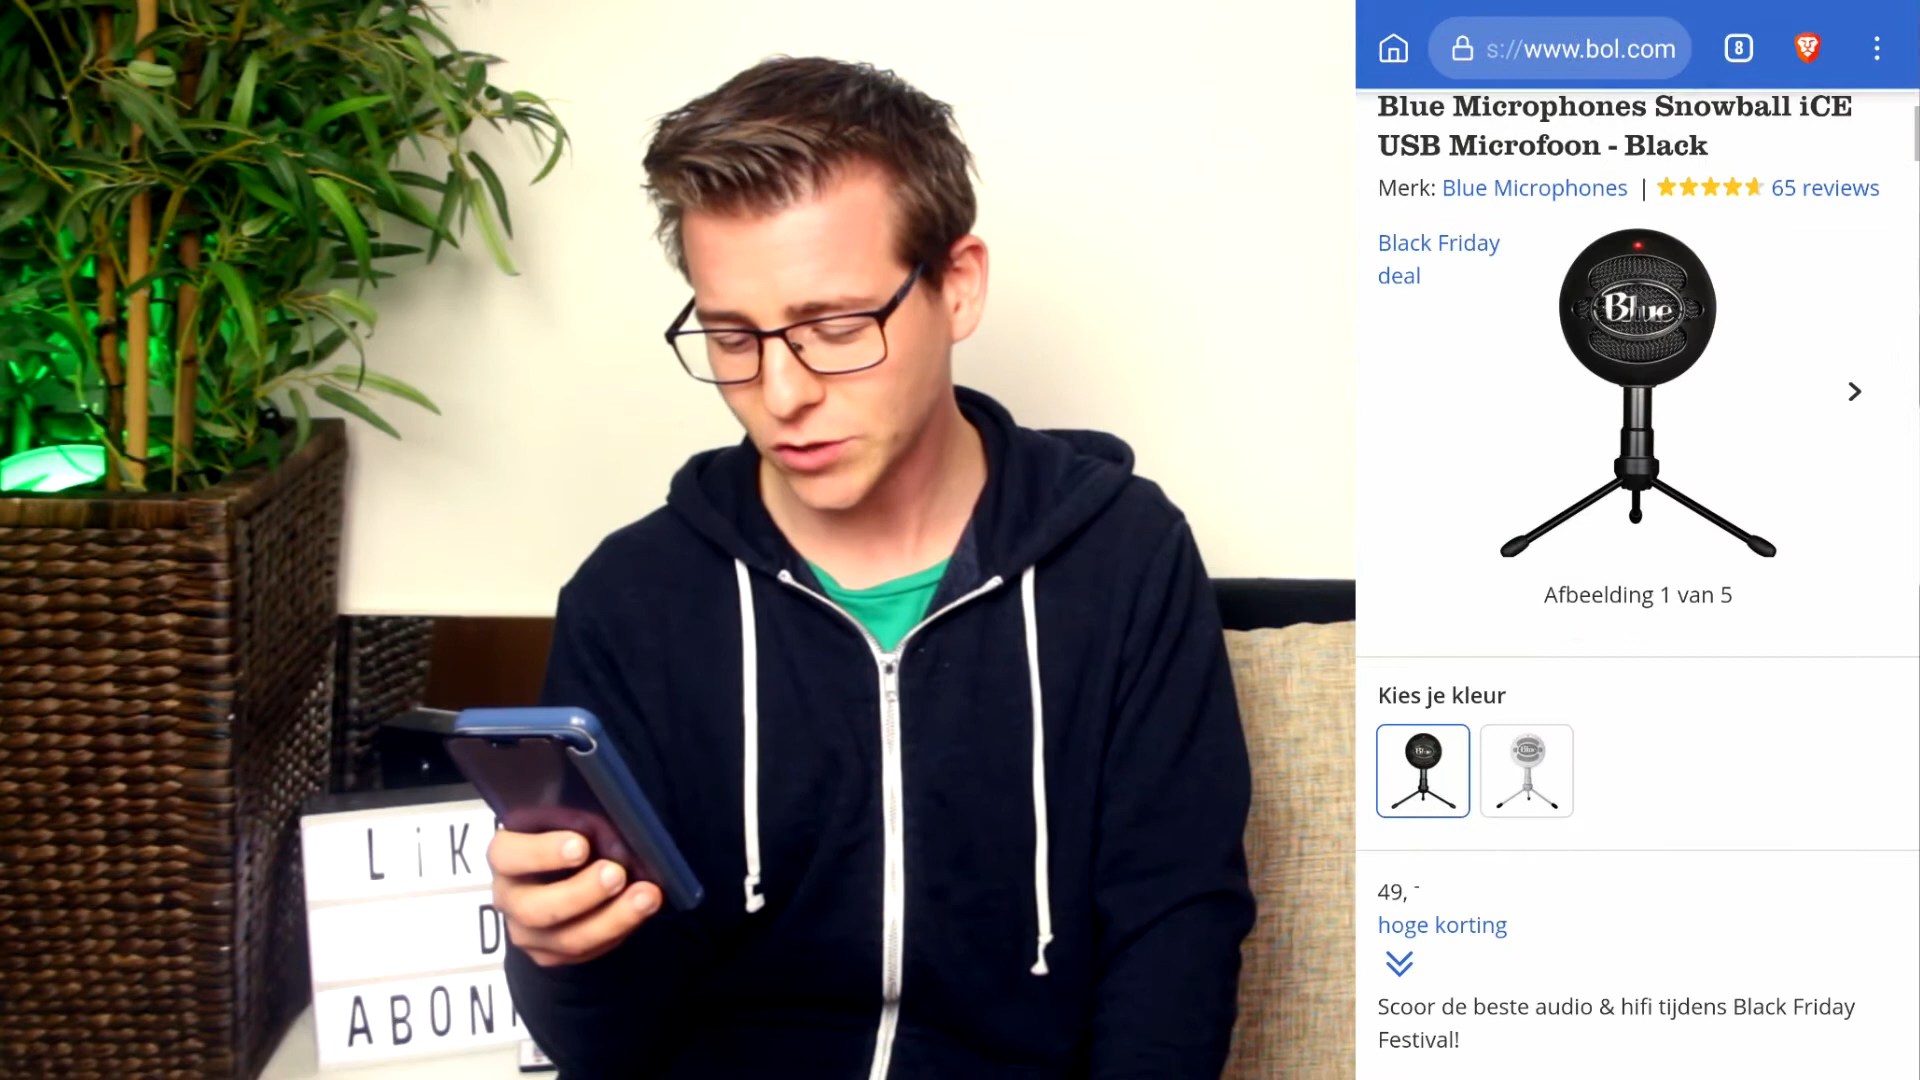 LiK
D
ABON
8
s://www.bol.com
Blue Microphones Snowball iCE
USB Microfoon - Black
Merk: Blue Microphones | 65 reviews
Black Friday
deal
Blue
Afbeelding 1 van 5
Kies je kleur
Blue
Blue
49,-
hoge korting
Scoor de beste audio & hifi tijdens Black Friday
Festival!